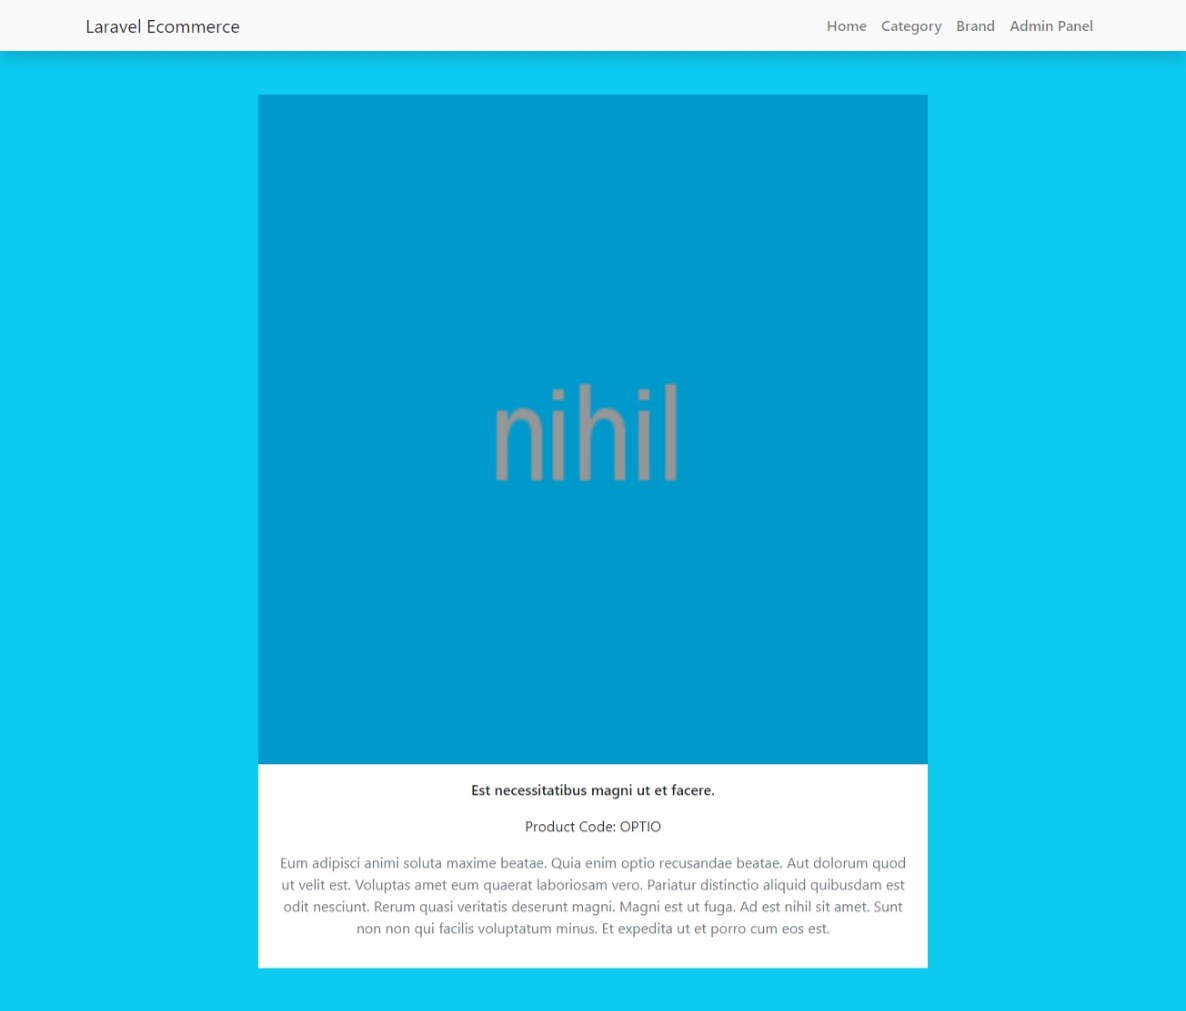 Laravel Ecommerce
Home Category Brand Admin Panel
nihil
Est necessitatibus magni ut et facere.
Product Code: OPTIO
Eum adipisci animi soluta maxime beatae. Quia enim optio recusandae beatae. Aut dolorum quod
ut velit est. Voluptas amet eum quaerat laboriosam vero. Pariatur distinctio aliquid quibusdam est
odit nesciunt. Rerum quasi veritatis deserunt magni. Magni est ut fuga. Ad est nihil sit amet. Sunt
non non qui facilis voluptatum minus. Et expedita ut et porro cum eos est.